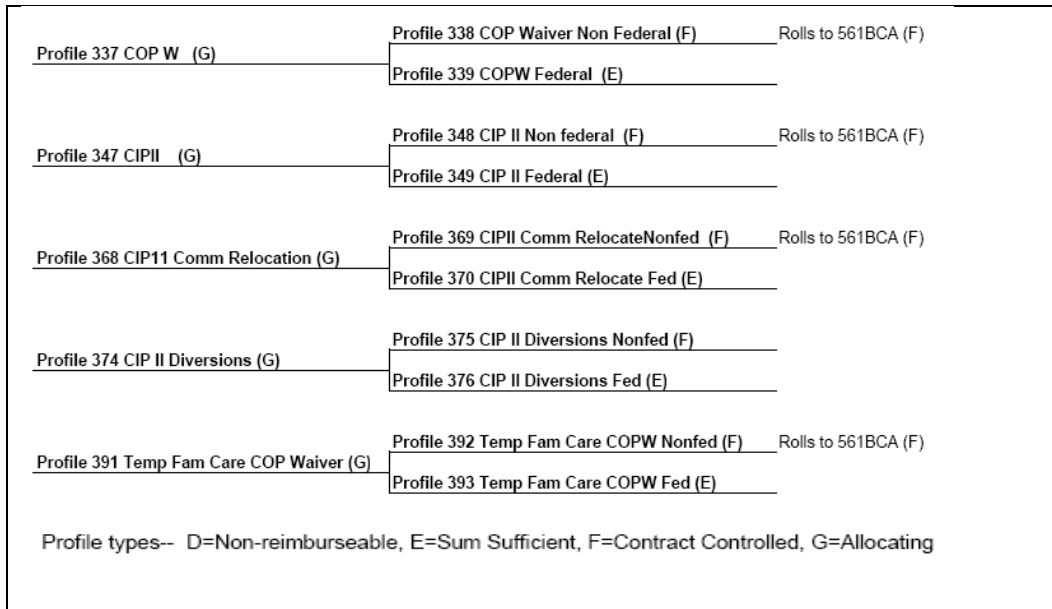 Profile 338 COP Waiver Non Federal (F) Rolls to 561BCA (F)
Profile 337 COP W (G)
Profile 339 COPW Federal (E)
Profile 348 CIP II Non federal (F) Rolls to 561BCA (F)
Profile 347 CIPII (G)
Profile 349 CIP II Federal (E)
Profile 369 CIPII Comm RelocateNonfed (F) Rolls to 561BCA (F)
Profile 368 CIP11 Comm Relocation (G)
Profile 370 CIPII Comm Relocate Fed (E)
Profile 375 CIP II Diversions Nonfed (F)
Profile 374 CIP II Diversions (G)
Profile 376 CIP II Diversions Fed (E)
Profile 392 Temp Fam Care COPW Nonfed (F) Rolls to 561BCA (F)
Profile 391 Temp Fam Care COP Waiver (G)
Profile 393 Temp Fam Care COPW Fed (E)
Profile types-- D=Non-reimburseable, E=Sum Sufficient, F=Contract Controlled, G=Allocating